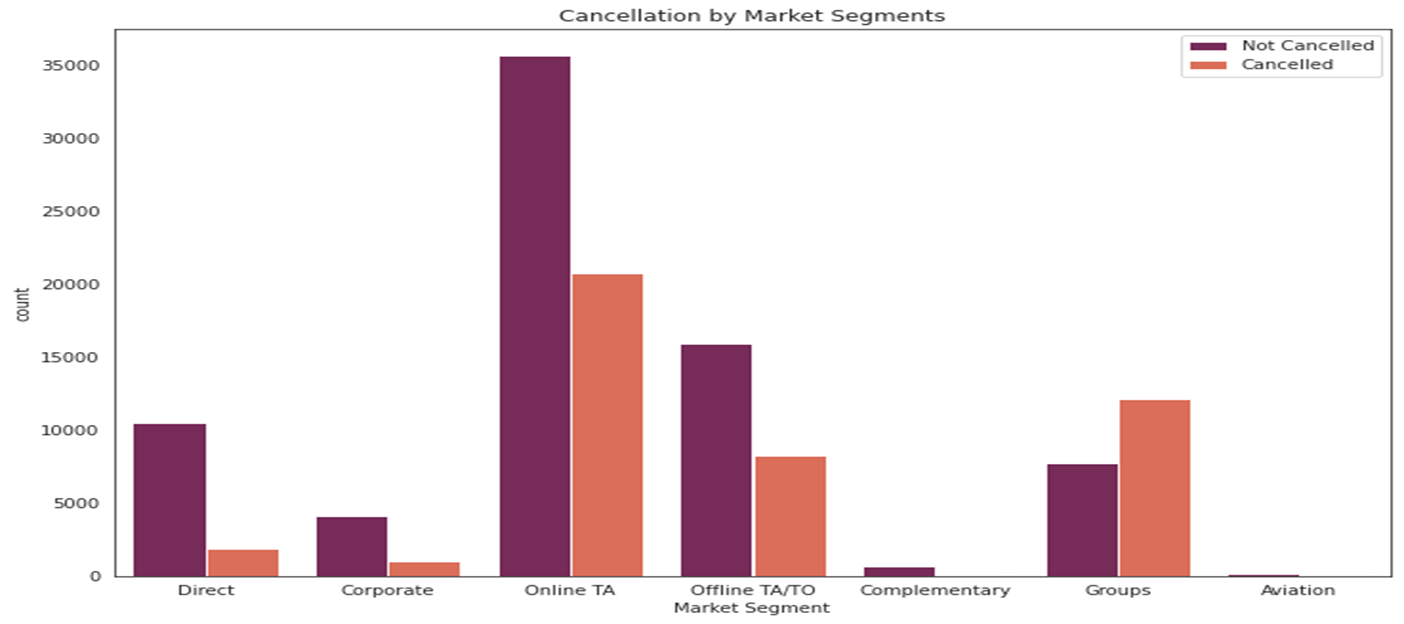 Cancellation by Market Segments
Not Cancelled
Cancelled
35000
30000
25000
20000
15000
10000
5000
0
count
Direct Corporate Online TA Offline TA/TO Complementary Groups Aviation
Market Segment